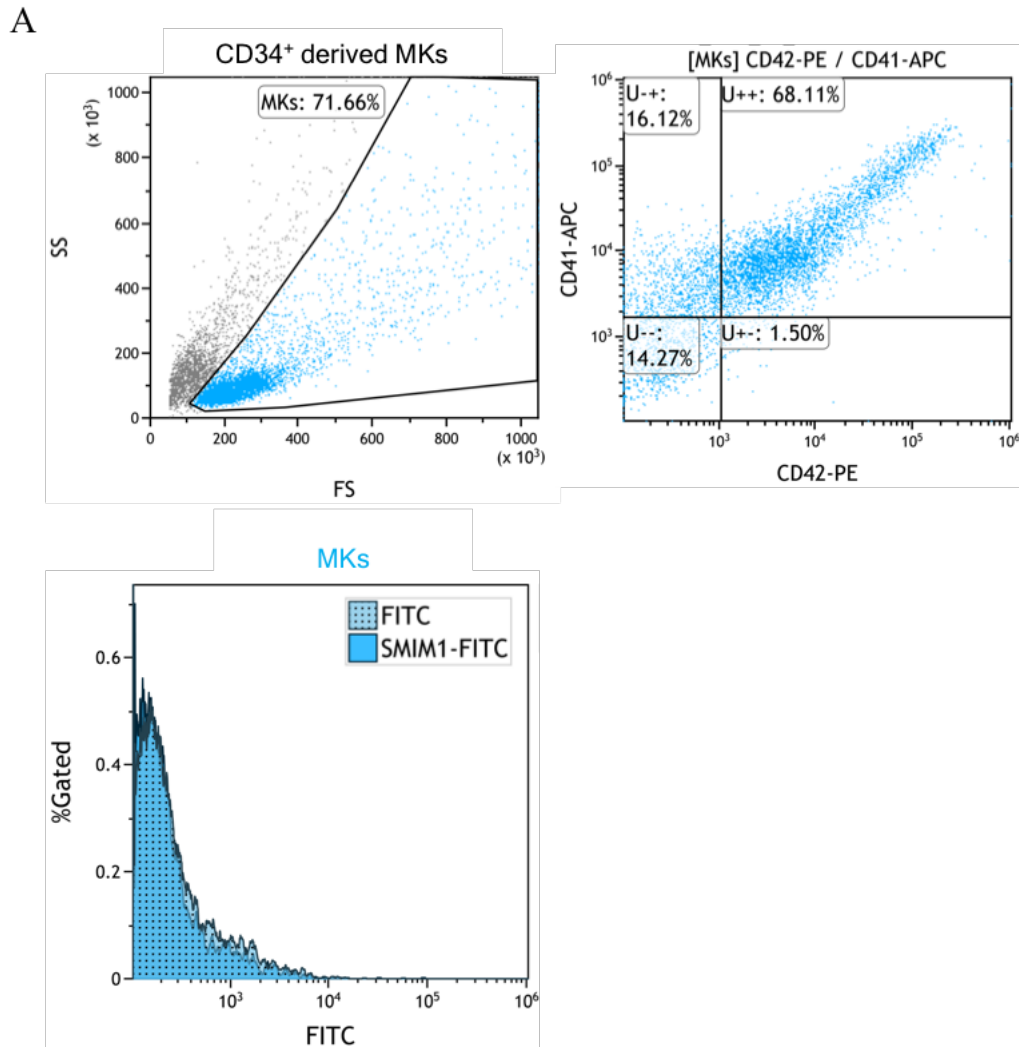 A
CD34⁺ derived MKs
MKs: 71.66%
(x 10³)
1000
800
600
400
200
0
SS
0 200 400 600 800 1000
(x 10³)
FS
[MKs] CD42-PE / CD41-APC
U-+:
16.12%
U++: 68.11%
U--:
14.27%
U+-: 1.50%
10⁶
10⁵
10⁴
10³
CD41-APC
10³ 10⁴ 10⁵ 10⁶
CD42-PE
MKs
FITC
SMIM1-FITC
0.6
0.4
0.2
0
%Gated
10³ 10⁴ 10⁵ 10⁶
FITC